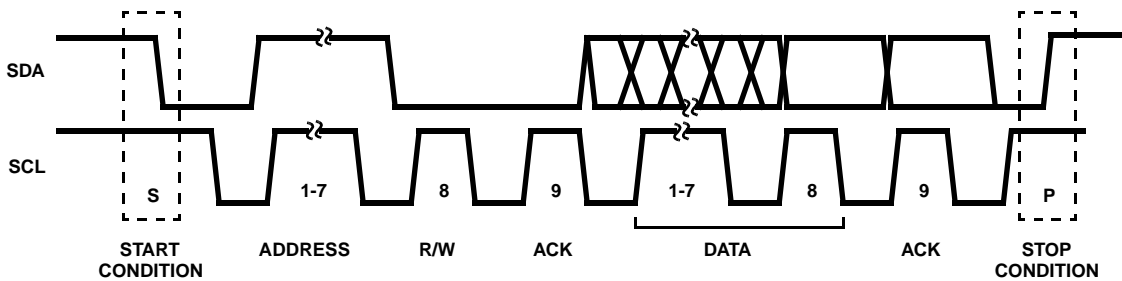 SDA
SCL
S
1-7
8
9
1-7
8
9
P
START
CONDITION
ADDRESS
R/W
ACK
DATA
ACK
STOP
CONDITION